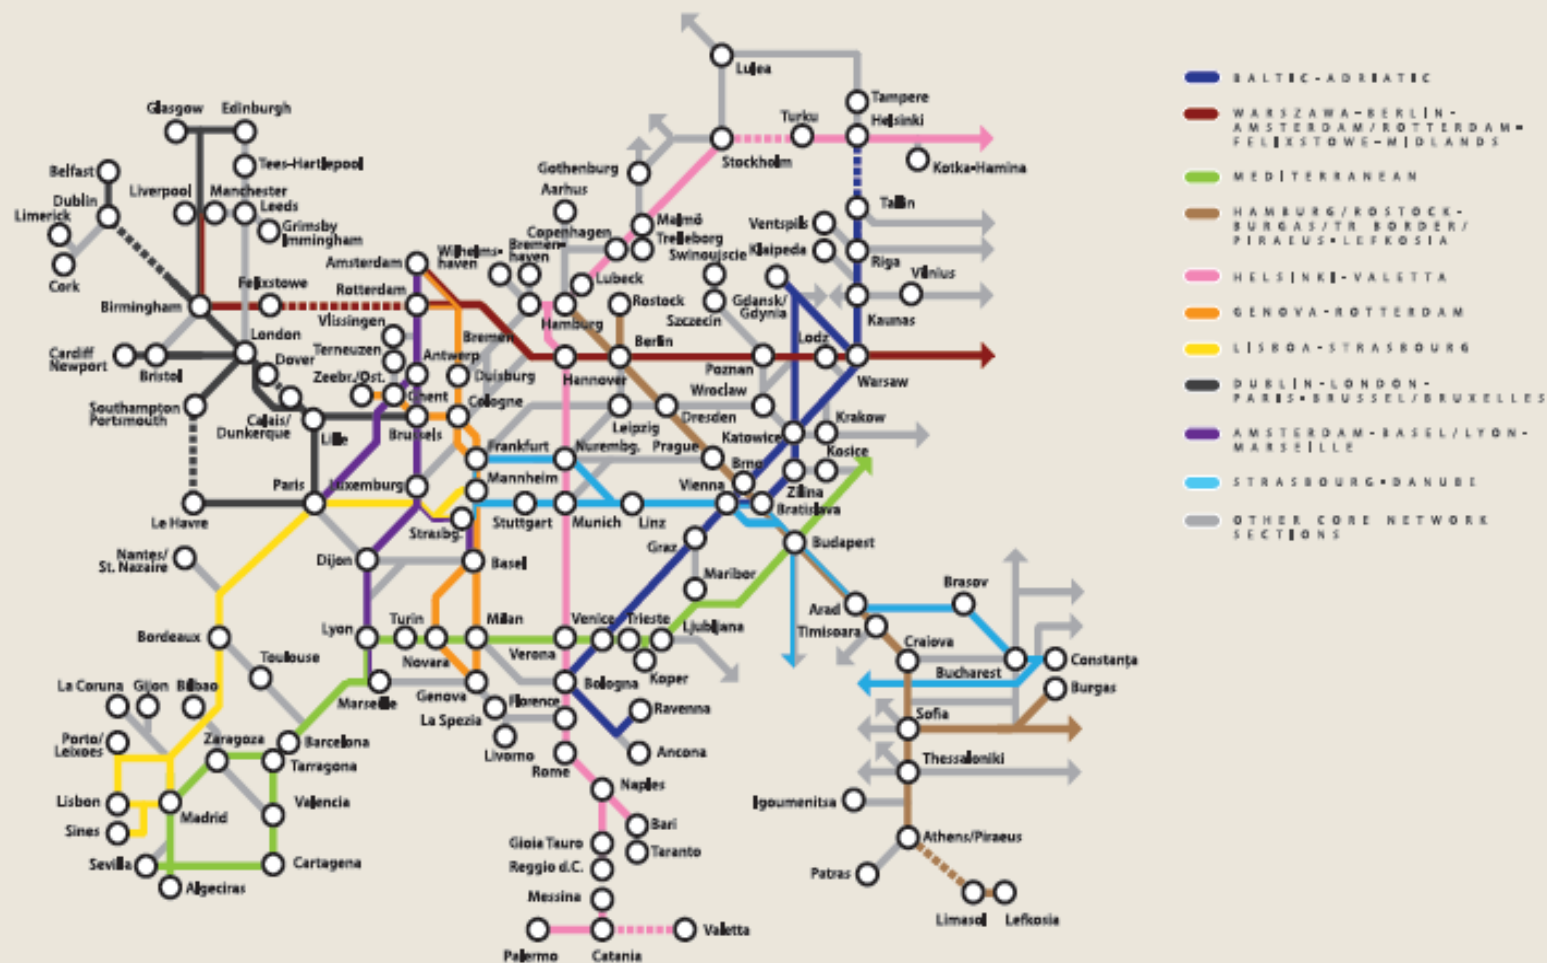 Lulea
Tampere
Helsinki
Turku
Stockholm
Kotka-Hamina
Glasgow
Edinburgh
Tees-Hartlepool
Belfast
Dublin
Limerick
Cork
Liverpool
Manchester
Leeds
Grimsby
Immingham
Gothenburg
Aarhus
Copenhagen
Malmö
Trelleborg
Tallin
Ventspils
Klaipeda
Riga
Vilnius
Kaunas
Amsterdam
Wilhelms-
haven
Bremen-
haven
Lubeck
Swinoujscie
Rotterdam
Felixstowe
Birmingham
Vlissingen
Hamburg
Rostock
Szczecin
Gdansk/
Gdynia
London
Dover
Cardiff
Newport
Bristol
Terneuzen
Antwerp
Bremen
Duisburg
Hannover
Berlin
Poznan
Lodz
Warsaw
Zeebr./Ost.
Ghent
Cologne
Wroclaw
Southampton
Portsmouth
Calais/
Dunkerque
Lille
Brussels
Leipzig
Dresden
Katowice
Krakow
Frankfurt
Nurembg.
Prague
Brno
Kosice
Paris
Luxemburg
Mannheim
Vienna
Zilina
Bratislava
Le Havre
Strasbg.
Stuttgart
Munich
Linz
Graz
Budapest
Nantes/
St. Nazaire
Dijon
Basel
Maribor
Arad
Brasov
Timisoara
Craiova
Bucharest
Constanța
Burgas
Bordeaux
Lyon
Turin
Novara
Milan
Verona
Venice
Trieste
Ljubljana
Koper
Toulouse
La Coruna
Gijon
Bilbao
Marseille
Genova
La Spezia
Livorno
Florence
Bologna
Ravenna
Ancona
Sofia
Porto/
Leixoes
Zaragoza
Barcelona
Tarragona
Rome
Thessaloniki
Lisbon
Sines
Madrid
Valencia
Naples
Bari
Taranto
Igoumenitsa
Athens/Piraeus
Sevilla
Algeciras
Cartagena
Gioia Tauro
Reggio d.C.
Messina
Patras
Limasol
Lefkosia
Palermo
Catania
Valetta
BALTIC-ADRIATIC
WARSZAWA-BERLIN-
AMSTERDAM/ROTTERDAM-
FELIXSTOWE-MIDLANDS
MEDITERRANEAN
HAMBURG/ROSTOCK-
BURGAS/TR BORDER/
PIRAEUS-LEFKOSIA
HELSINKI-VALETTA
GENOVA-ROTTERDAM
LISBOA-STRASBOURG
DUBLIN-LONDON-
PARIS-BRUSSEL/BRUXELLES
AMSTERDAM-BASEL/LYON-
MARSEILLE
STRASBOURG-DANUBE
OTHER CORE NETWORK
SECTIONS